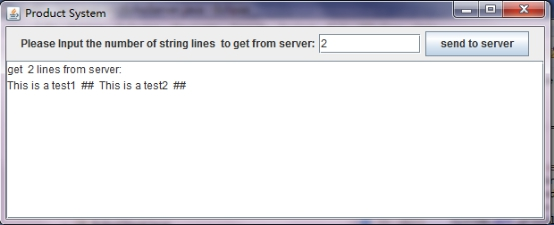 Product System
Please Input the number of string lines to get from server: 2 send to server
get 2 lines from server:
This is a test1 ## This is a test2 ##